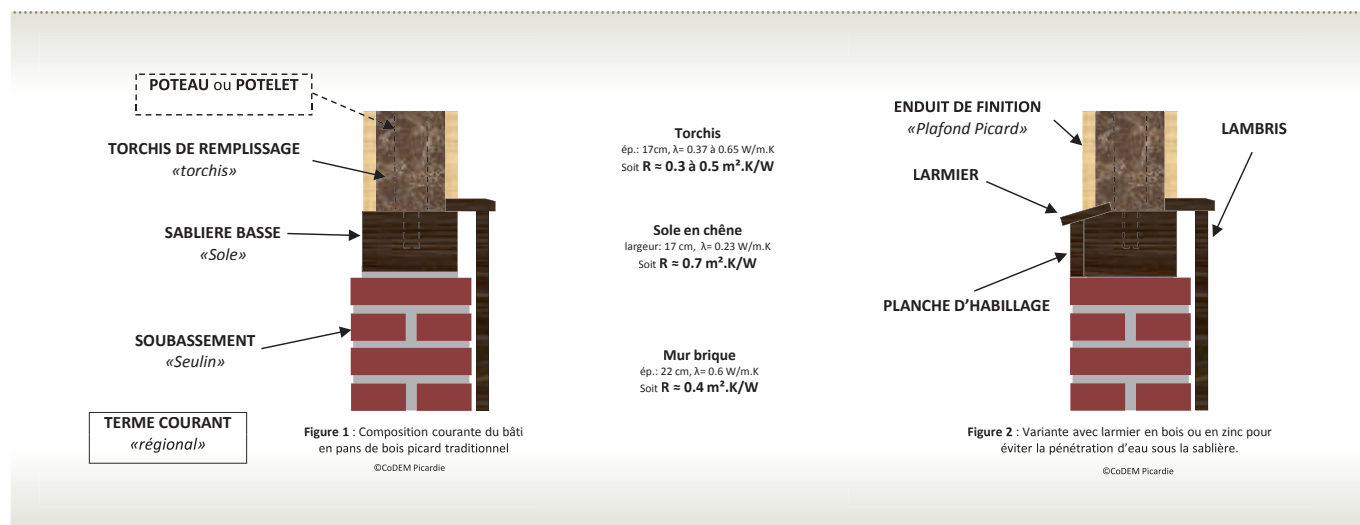 POTEAU ou POTELET
TORCHIS DE REMPLISSAGE
«torchis»
SABLIERE BASSE
«Sole»
SOUBASSEMENT
«Seulin»
TERME COURANT
«régional»
Figure 1 : Composition courante du bâti
en pans de bois picard traditionnel
©CoDEM Picardie
Torchis
ép.: 17cm, λ= 0.37 à 0.65 W/m.K
Soit R ≈ 0.3 à 0.5 m².K/W
Sole en chêne
largeur: 17 cm, λ= 0.23 W/m.K
Soit R ≈ 0.7 m².K/W
Mur brique
ép.: 22 cm, λ= 0.6 W/m.K
Soit R ≈ 0.4 m².K/W
ENDUIT DE FINITION
«Plafond Picard»
LAMBRIS
LARMIER
PLANCHE D’HABILLAGE
Figure 2 : Variante avec larmier en bois ou en zinc pour
éviter la pénétration d’eau sous la sablière.
©CoDEM Picardie